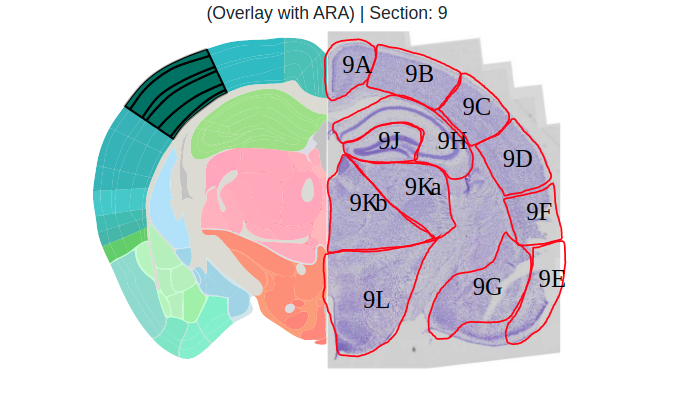 (Overlay with ARA) | Section: 9
9A
9B
9C
9J
9H
9D
9Ka
9Kb
9F
9E
9G
9L